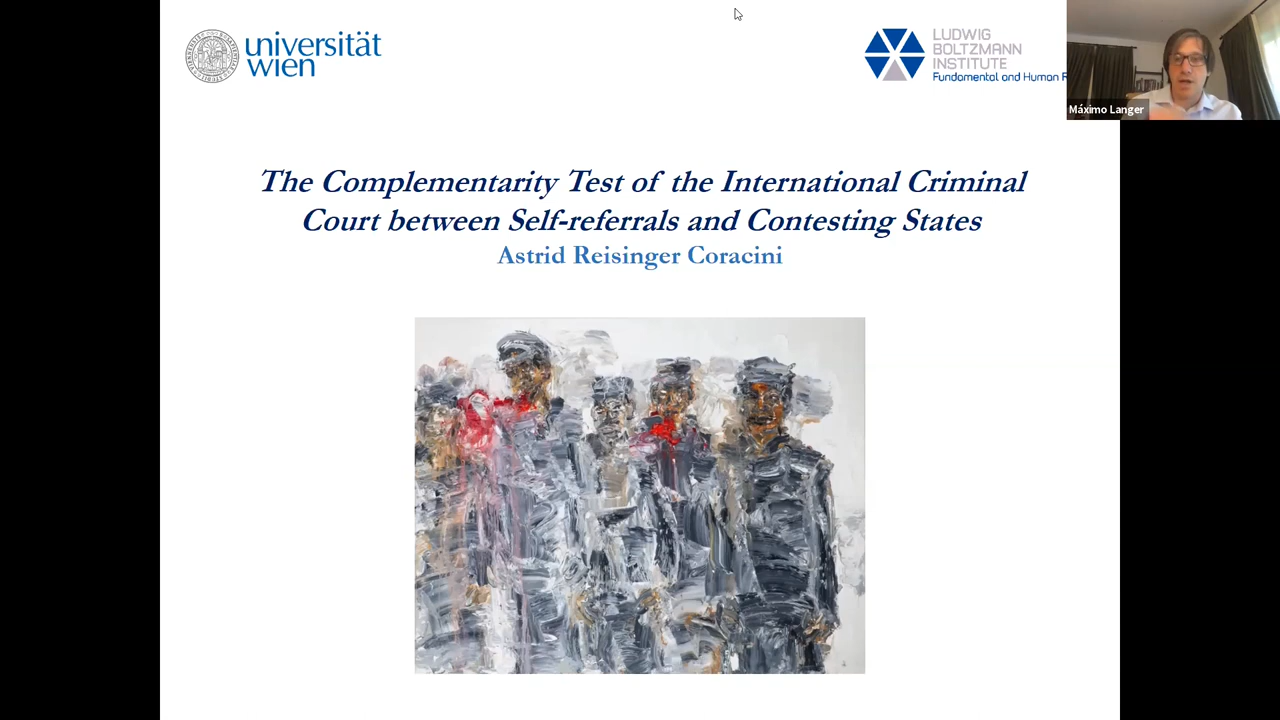 universität
wien
LUDWIG
BOLTZMANN
INSTITUTE
Fundamental and Human R
Máximo Langer
The Complementarity Test of the International Criminal
Court between Self-referrals and Contesting States
Astrid Reisinger Coracini